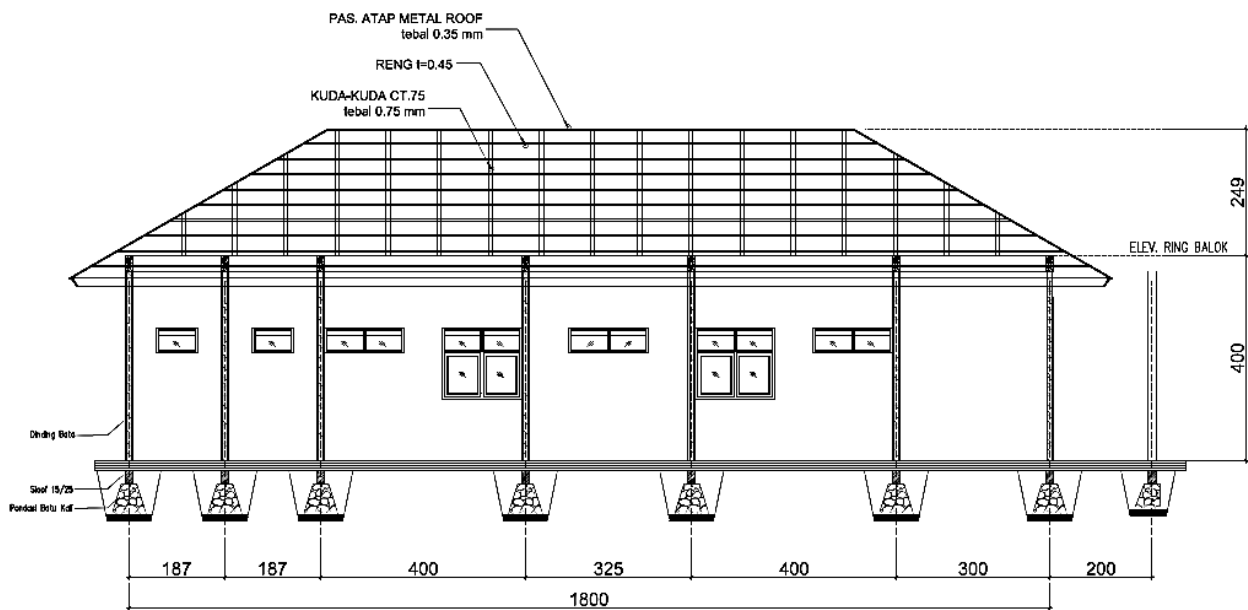 PAS. ATAP METAL ROOF
tebal 0.35 mm
RENG t=0.45
KUDA-KUDA CT.75
tebal 0.75 mm
249
ELEV. RING BALOK
400
Dinding Bata
Sloof 15/25
Pondasi Batu Kali
187
187
400
325
400
300
200
1800